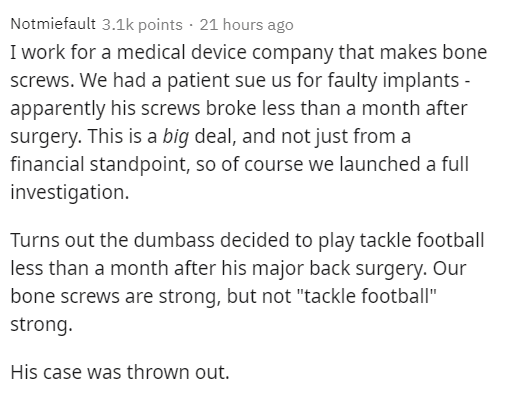 Notmiefault 3.1k points · 21 hours ago
I work for a medical device company that makes bone
screws. We had a patient sue us for faulty implants -
apparently his screws broke less than a month after
surgery. This is a big deal, and not just from a
financial standpoint, so of course we launched a full
investigation.
Turns out the dumbass decided to play tackle football
less than a month after his major back surgery. Our
bone screws are strong, but not "tackle football"
strong.
His case was thrown out.